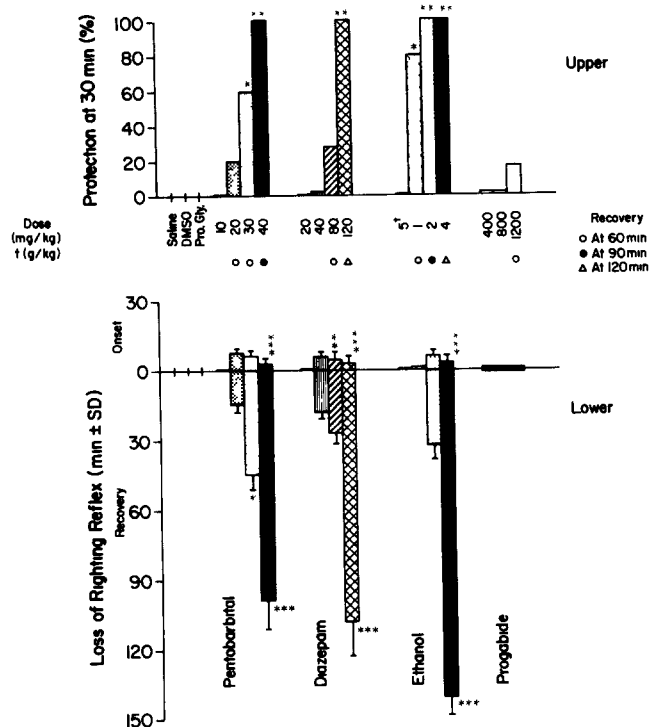 Protection at 30 min (%)
100
80
60
40
20
0
*
**
**
*
**
**
Upper
Dose
(mg/kg)
† (g/kg)
Saline
DMSO
Pro. Gly.
10
20
30
40
20
40
80
120
5†
1
2
4
400
800
1200
Recovery
○ At 60 min
● At 90 min
△ At 120 min
Loss of Righting Reflex (min ± SD)
Onset
Recovery
30
0
30
60
90
120
150
***
**
***
***
*
***
***
***
Lower
Pentobarbital
Diazepam
Ethanol
Progabide